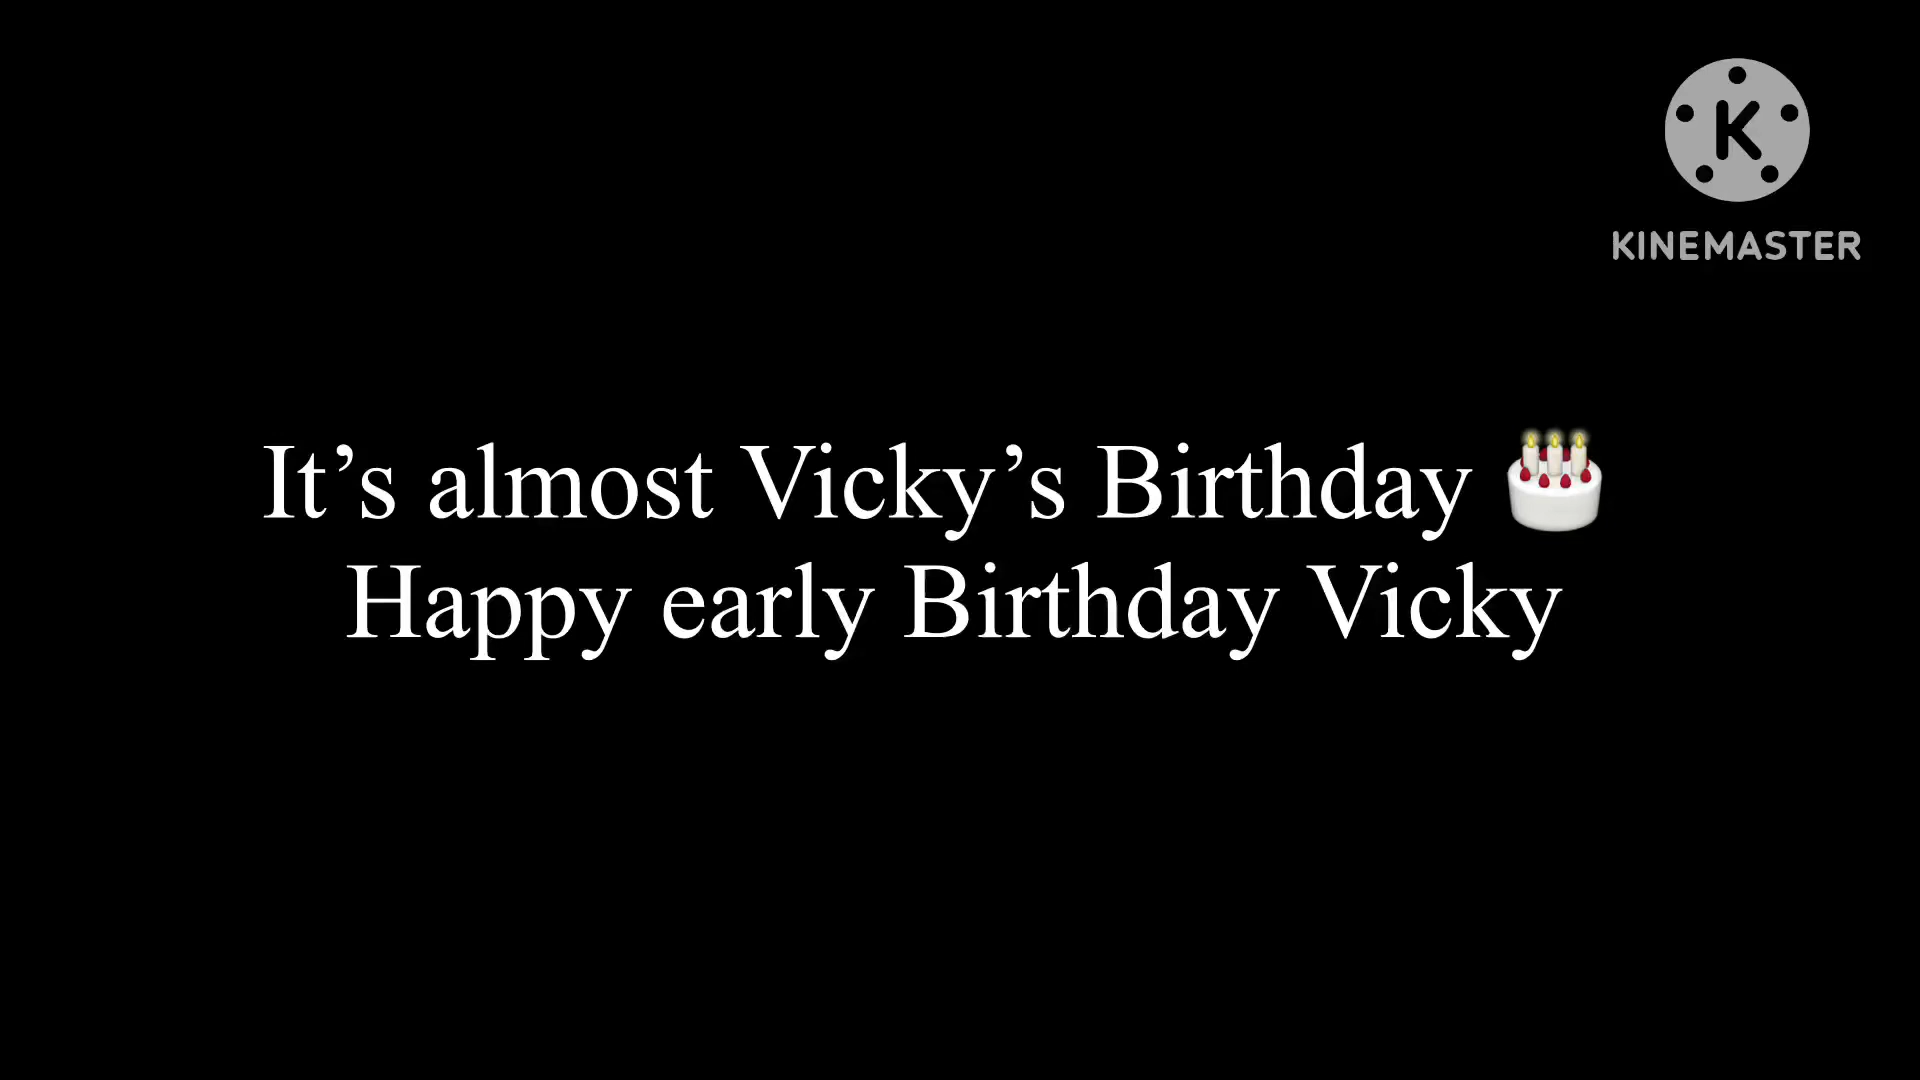 K
KINEMASTER
It’s almost Vicky’s Birthday 🎂
Happy early Birthday Vicky